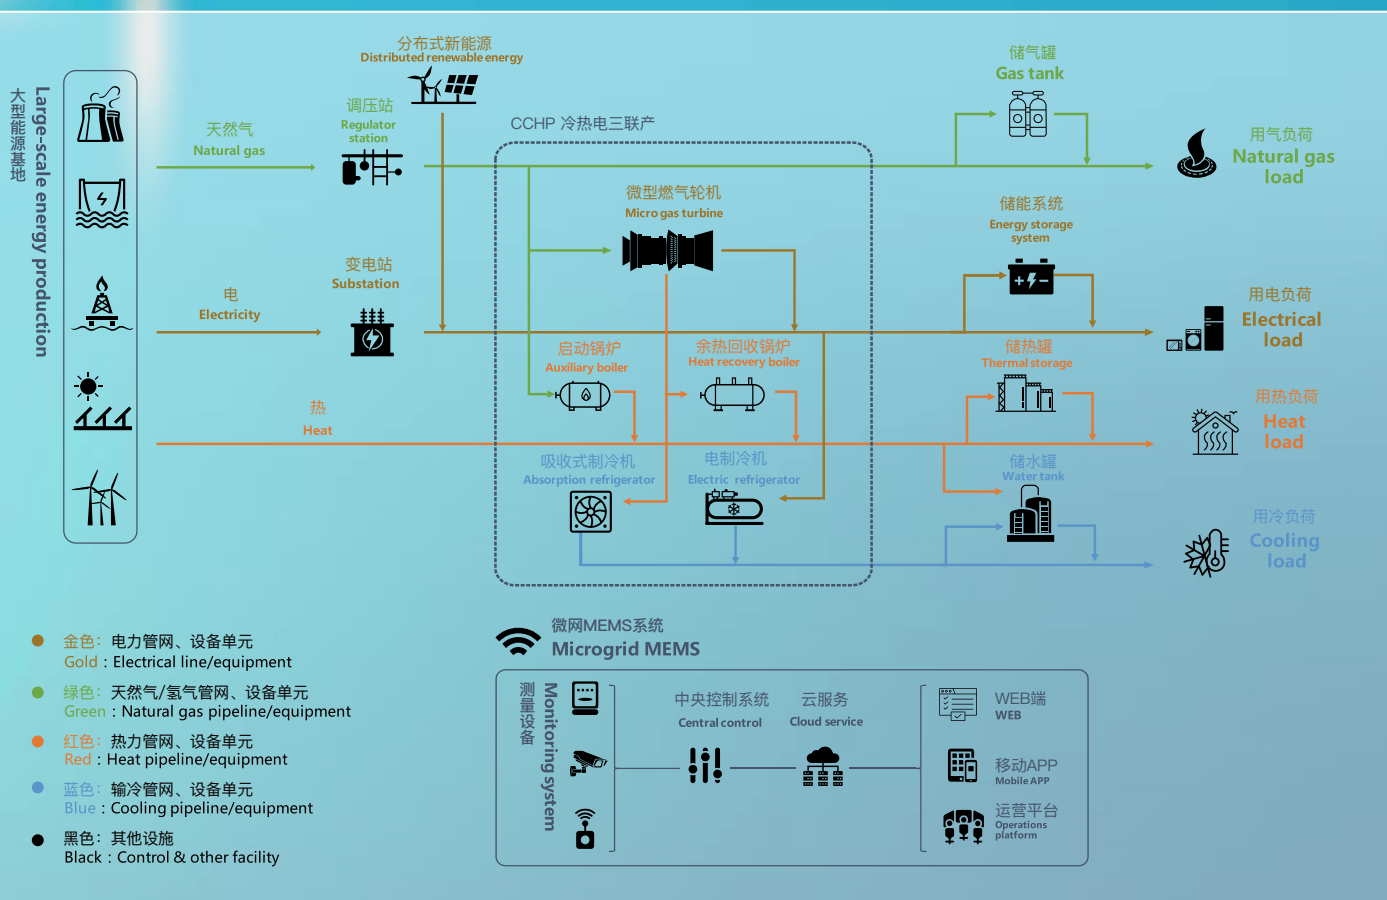 大型能源基地
Large-scale energy production
天然气
Natural gas
电
Electricity
热
Heat
分布式新能源
Distributed renewable energy
调压站
Regulator
station
变电站
Substation
CCHP 冷热电三联产
微型燃气轮机
Micro gas turbine
启动锅炉
Auxiliary boiler
余热回收锅炉
Heat recovery boiler
吸收式制冷机
Absorption refrigerator
电制冷机
Electric refrigerator
储气罐
Gas tank
储能系统
Energy storage
system
储热罐
Thermal storage
储水罐
Water tank
用气负荷
Natural gas
load
用电负荷
Electrical
load
用热负荷
Heat
load
用冷负荷
Cooling
load
金色：电力管网、设备单元
Gold : Electrical line/equipment
绿色：天然气/氢气管网、设备单元
Green : Natural gas pipeline/equipment
红色：热力管网、设备单元
Red : Heat pipeline/equipment
蓝色：输冷管网、设备单元
Blue : Cooling pipeline/equipment
黑色：其他设施
Black : Control & other facility
微网MEMS系统
Microgrid MEMS
测量设备
Monitoring system
中央控制系统
Central control
云服务
Cloud service
WEB端
WEB
移动APP
Mobile APP
运营平台
Operations
platform